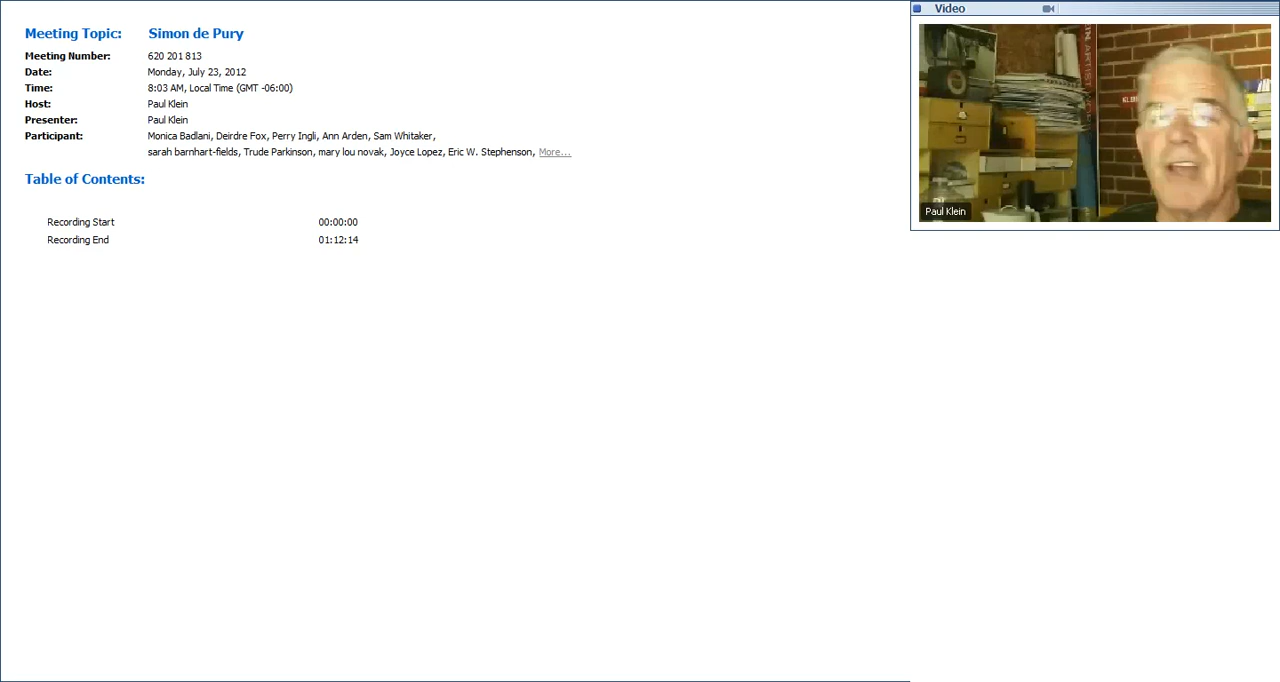 Meeting Topic: Simon de Pury
Meeting Number: 620 201 813
Date: Monday, July 23, 2012
Time: 8:03 AM, Local Time (GMT -06:00)
Host: Paul Klein
Presenter: Paul Klein
Participant: Monica Badlani, Deirdre Fox, Perry Ingli, Ann Arden, Sam Whitaker,
sarah barnhart-fields, Trude Parkinson, mary lou novak, Joyce Lopez, Eric W. Stephenson, More...
Table of Contents:
Recording Start 00:00:00
Recording End 01:12:14
Video
Paul Klein